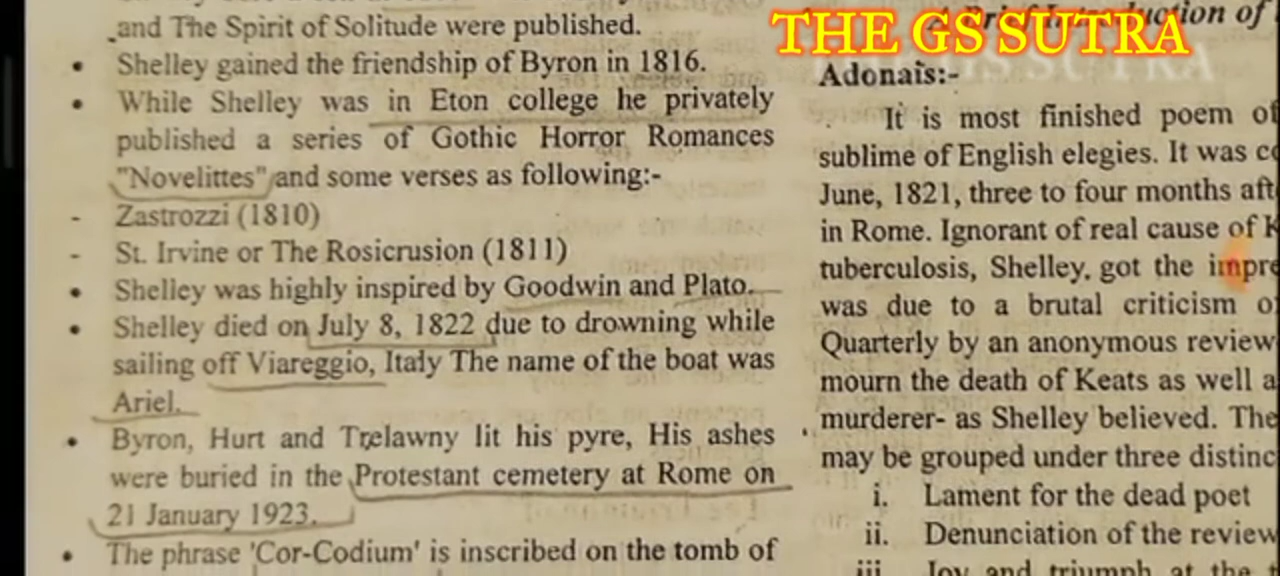 and The Spirit of Solitude were published.
• Shelley gained the friendship of Byron in 1816.
• While Shelley was in Eton college he privately
published a series of Gothic Horror Romances
"Novelittes" and some verses as following:-
- Zastrozzi (1810)
- St. Irvine or The Rosicrusion (1811)
• Shelley was highly inspired by Goodwin and Plato.
• Shelley died on July 8, 1822 due to drowning while
sailing off Viareggio, Italy The name of the boat was
Ariel.
• Byron, Hurt and Trelawny lit his pyre, His ashes
were buried in the Protestant cemetery at Rome on
21 January 1923.
• The phrase 'Cor-Codium' is inscribed on the tomb of
THE GS SUTRA
A Brief Introduction of
Adonais:-
It is most finished poem of
sublime of English elegies. It was
June, 1821, three to four months
in Rome. Ignorant of real cause of
tuberculosis, Shelley, got the
was due to a brutal criticism
Quarterly by an anonymous review
mourn the death of Keats as well
murderer- as Shelley believed. The
may be grouped under three
i. Lament for the dead poet
ii. Denunciation of the review
iii. Joy and triumph at the